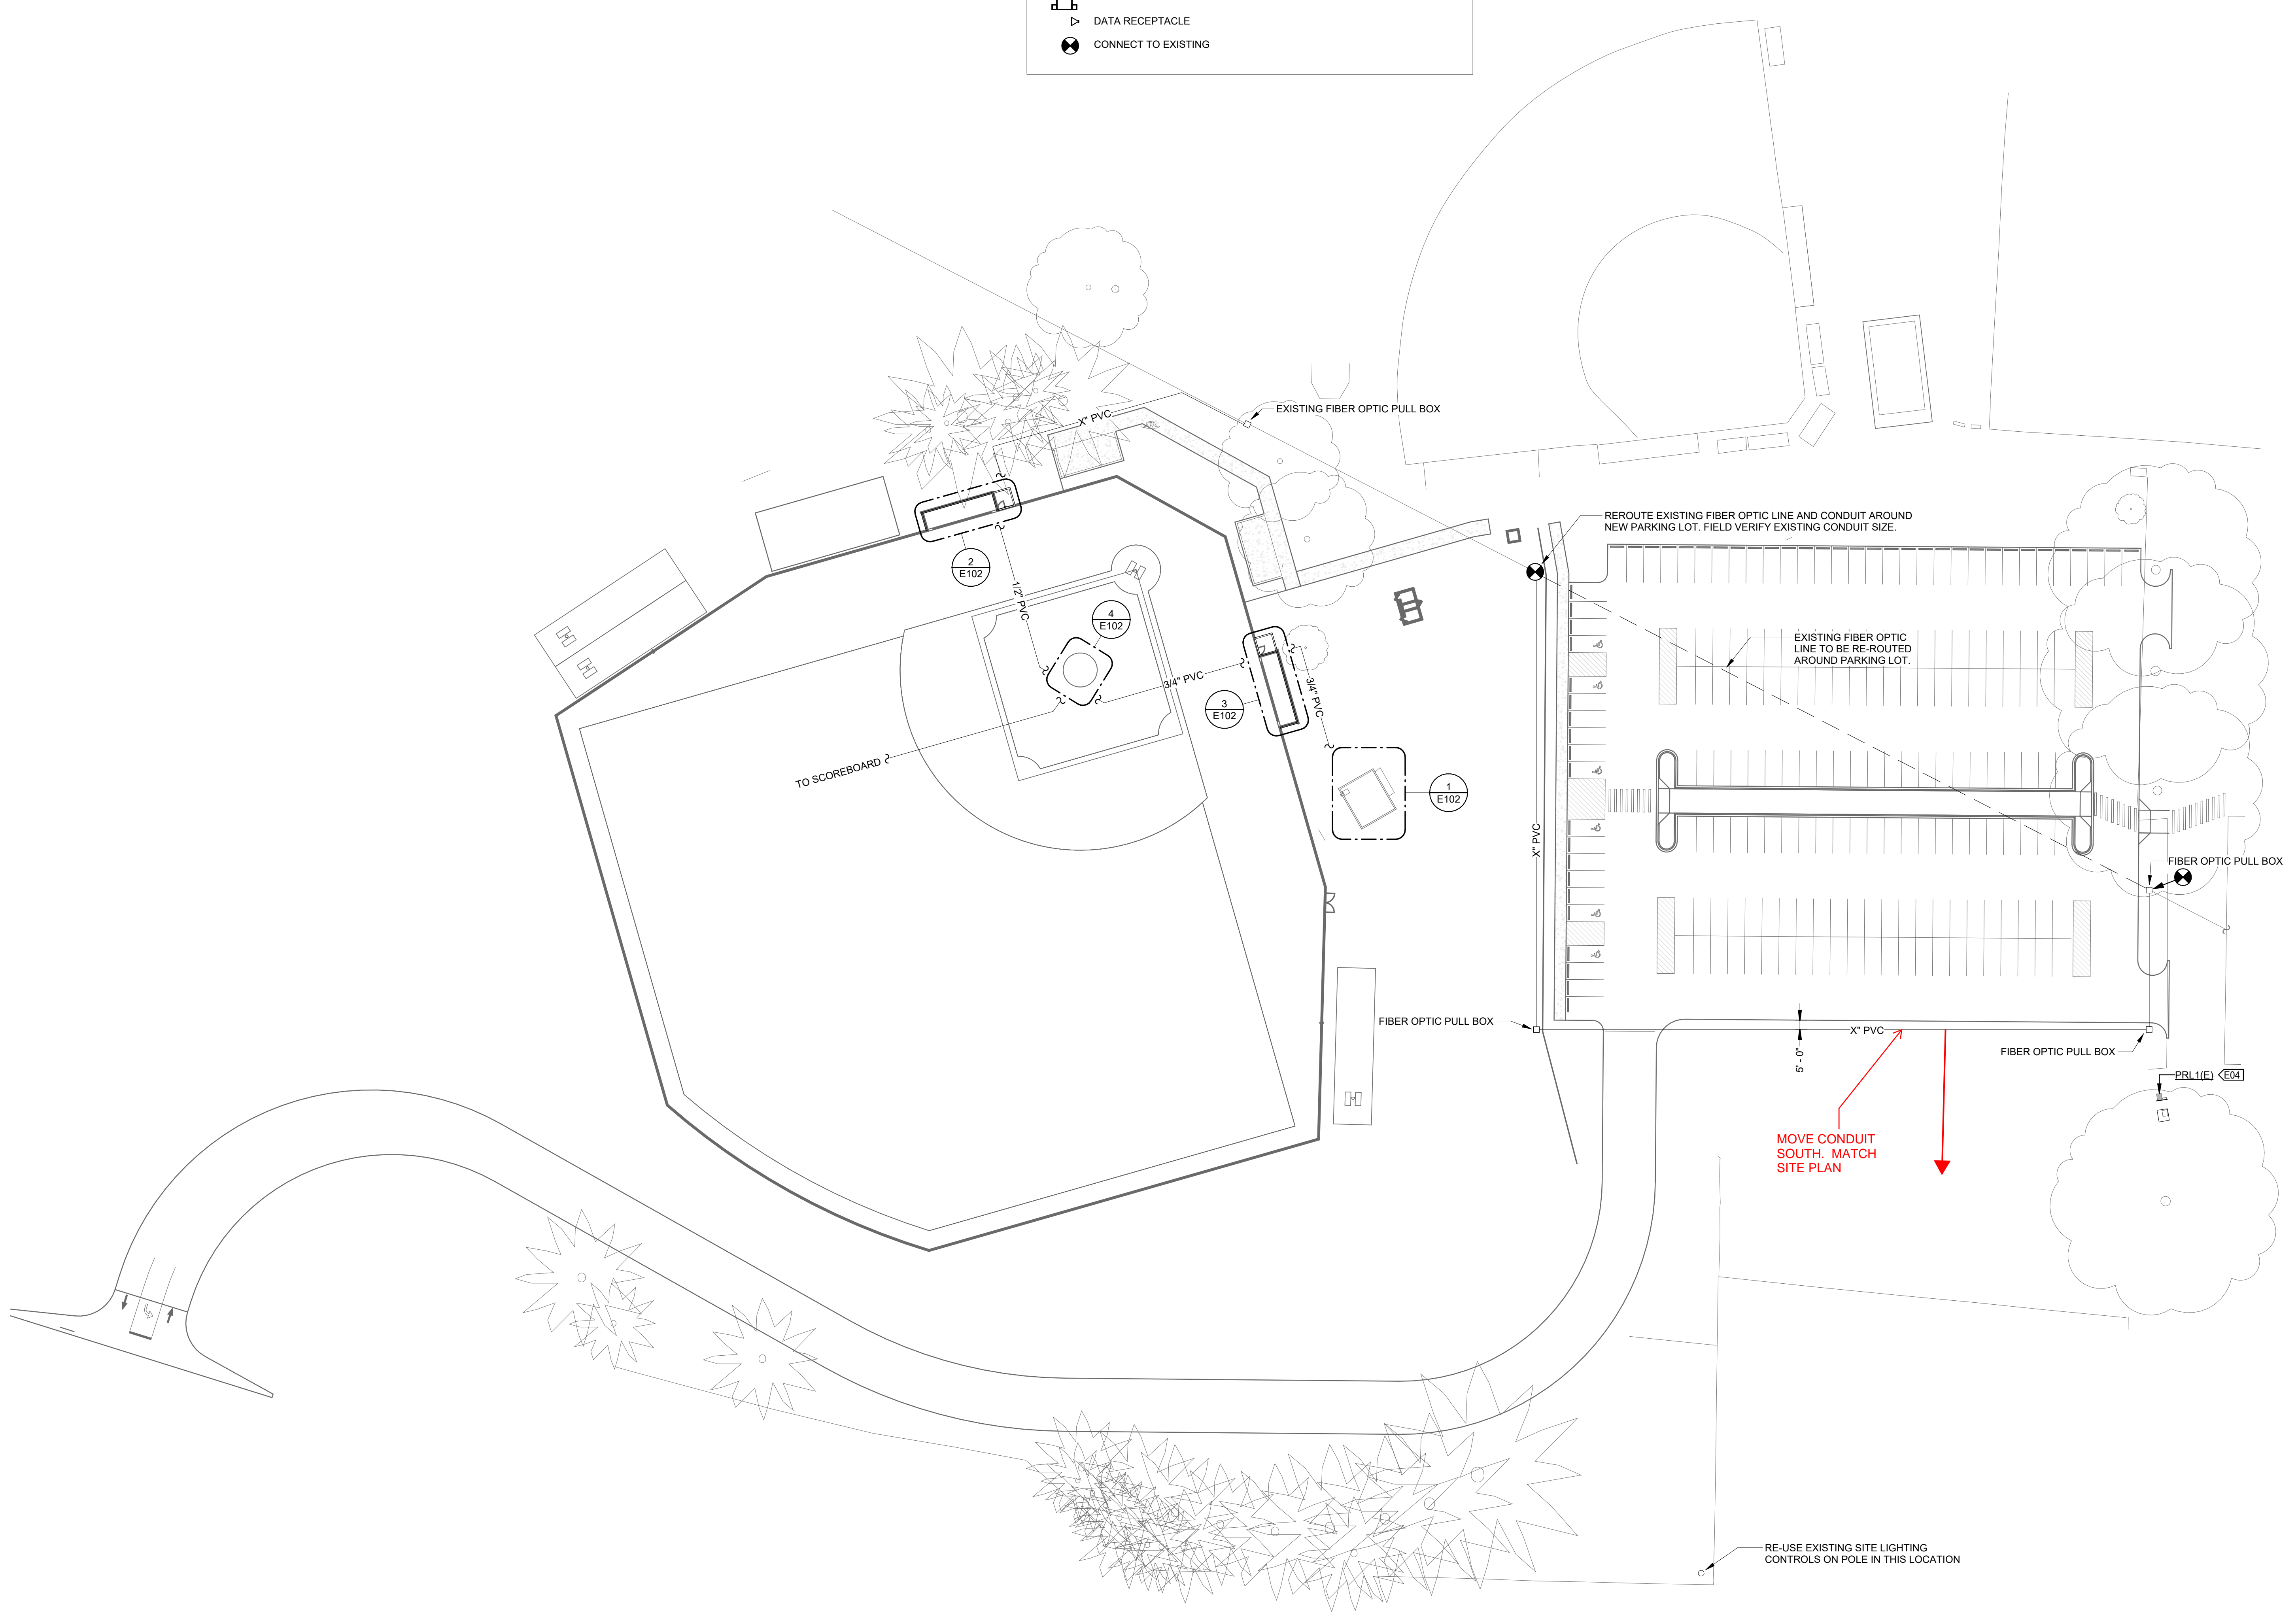 DATA RECEPTACLE
CONNECT TO EXISTING
X" PVC
EXISTING FIBER OPTIC PULL BOX
REROUTE EXISTING FIBER OPTIC LINE AND CONDUIT AROUND
NEW PARKING LOT. FIELD VERIFY EXISTING CONDUIT SIZE.
2
E102
1/2" PVC
4
E102
EXISTING FIBER OPTIC
LINE TO BE RE-ROUTED
AROUND PARKING LOT.
3/4" PVC
3
E102
3/4" PVC
TO SCOREBOARD
1
E102
X" PVC
FIBER OPTIC PULL BOX
FIBER OPTIC PULL BOX
X" PVC
5' - 0"
FIBER OPTIC PULL BOX
PRL1(E)
E04
MOVE CONDUIT
SOUTH. MATCH
SITE PLAN
RE-USE EXISTING SITE LIGHTING
CONTROLS ON POLE IN THIS LOCATION